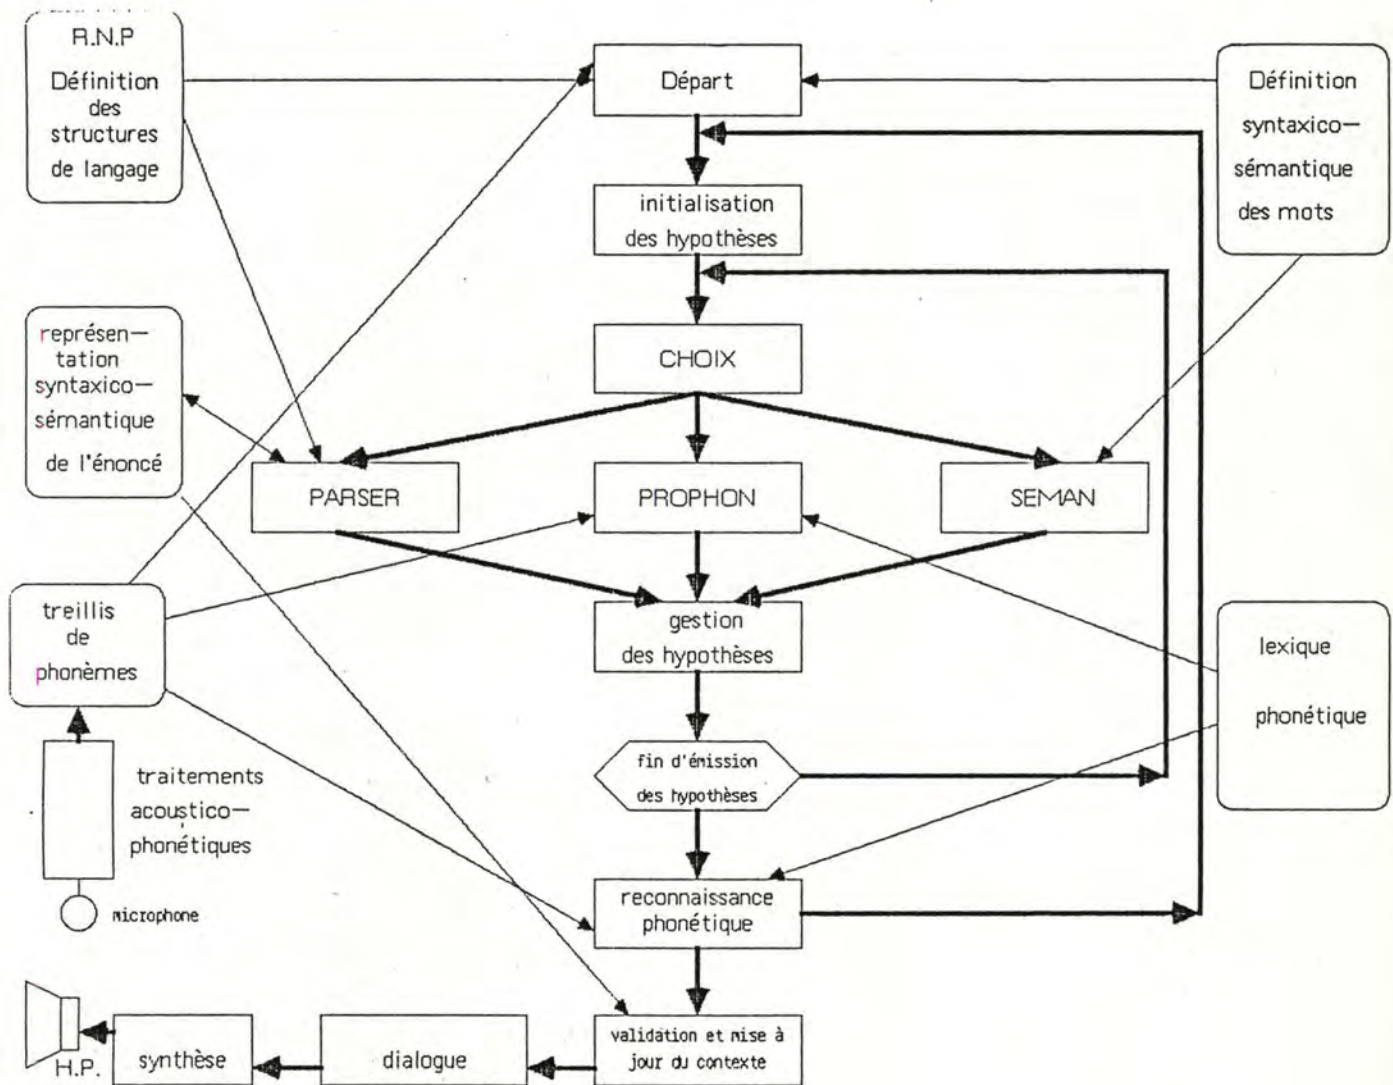 R.N.P
Définition
des
structures
de langage
Départ
Définition
syntaxico—
sémantique
des mots
initialisation
des hypothèses
représen—
tation
syntaxico—
sémantique
de l'énoncé
CHOIX
PARSER
PROPHON
SEMAN
treillis
de
phonèmes
gestion
des hypothèses
lexique
phonétique
traitements
acoustico—
phonétiques
microphone
fin d'émission
des hypothèses
reconnaissance
phonétique
H.P.
synthèse
dialogue
validation et mise à
jour du contexte